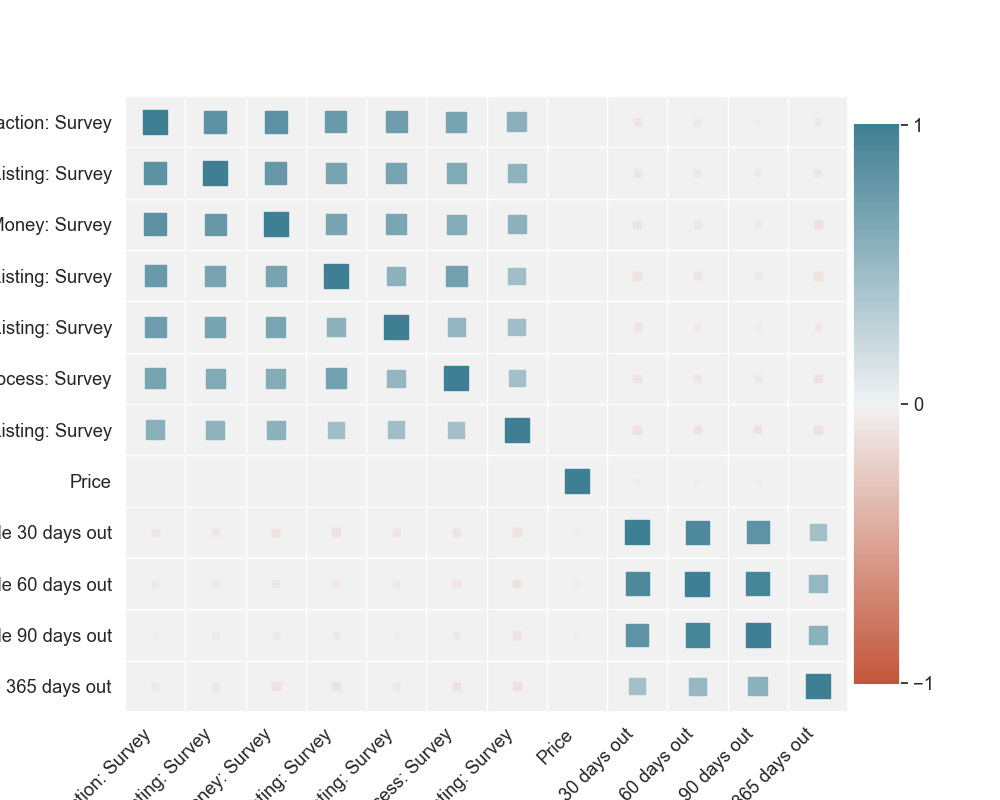 action: Survey
isting: Survey
Money: Survey
isting: Survey
isting: Survey
ocess: Survey
isting: Survey
Price
le 30 days out
le 60 days out
le 90 days out
365 days out
1
0
−1
tion: Survey
ting: Survey
ney: Survey
ting: Survey
ting: Survey
ess: Survey
ting: Survey
Price
30 days out
60 days out
90 days out
365 days out